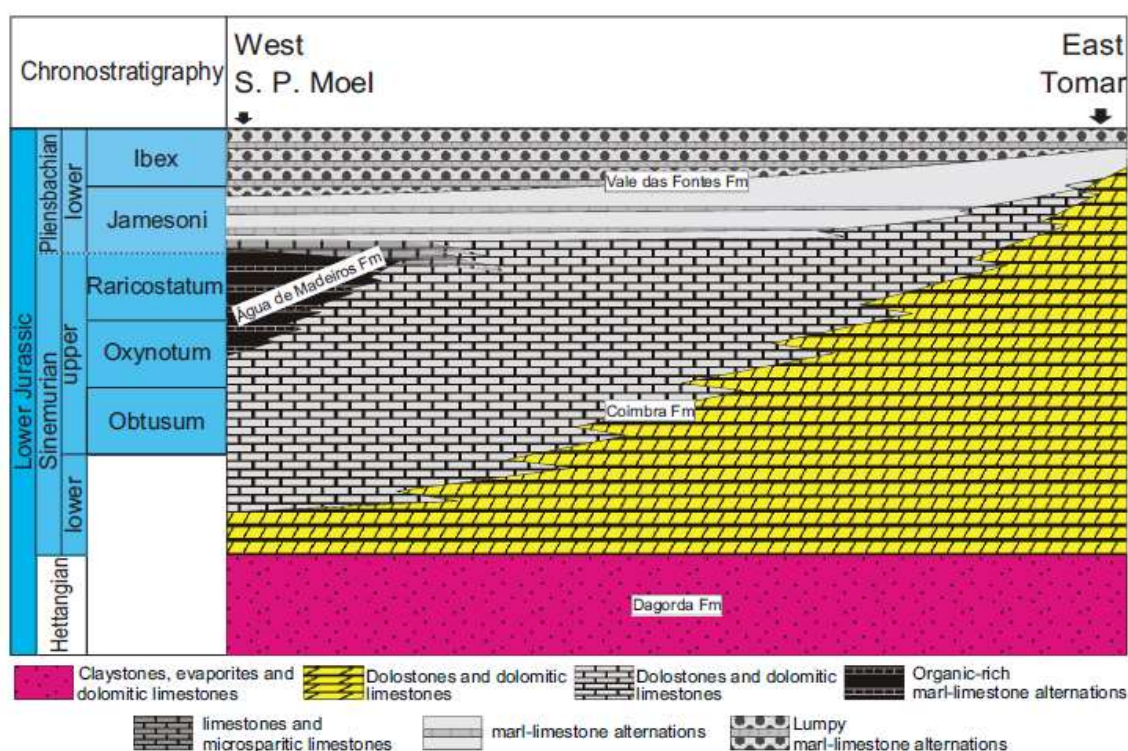 Chronostratigraphy
West
S. P. Moel
East
Tomar
Lower Jurassic
Pliensbachian
lower
Ibex
Jamesoni
Sinemurian
upper
Raricostatum
Oxynotum
Obtusum
lower
Hettangian
Vale das Fontes Fm
Água de Madeiros Fm
Coimbra Fm
Dagorda Fm
Claystones, evaporites and
dolomitic limestones
Dolostones and dolomitic
limestones
Dolostones and dolomitic
limestones
Organic-rich
marl-limestone alternations
limestones and
microsparitic limestones
marl-limestone alternations
Lumpy
marl-limestone alternations